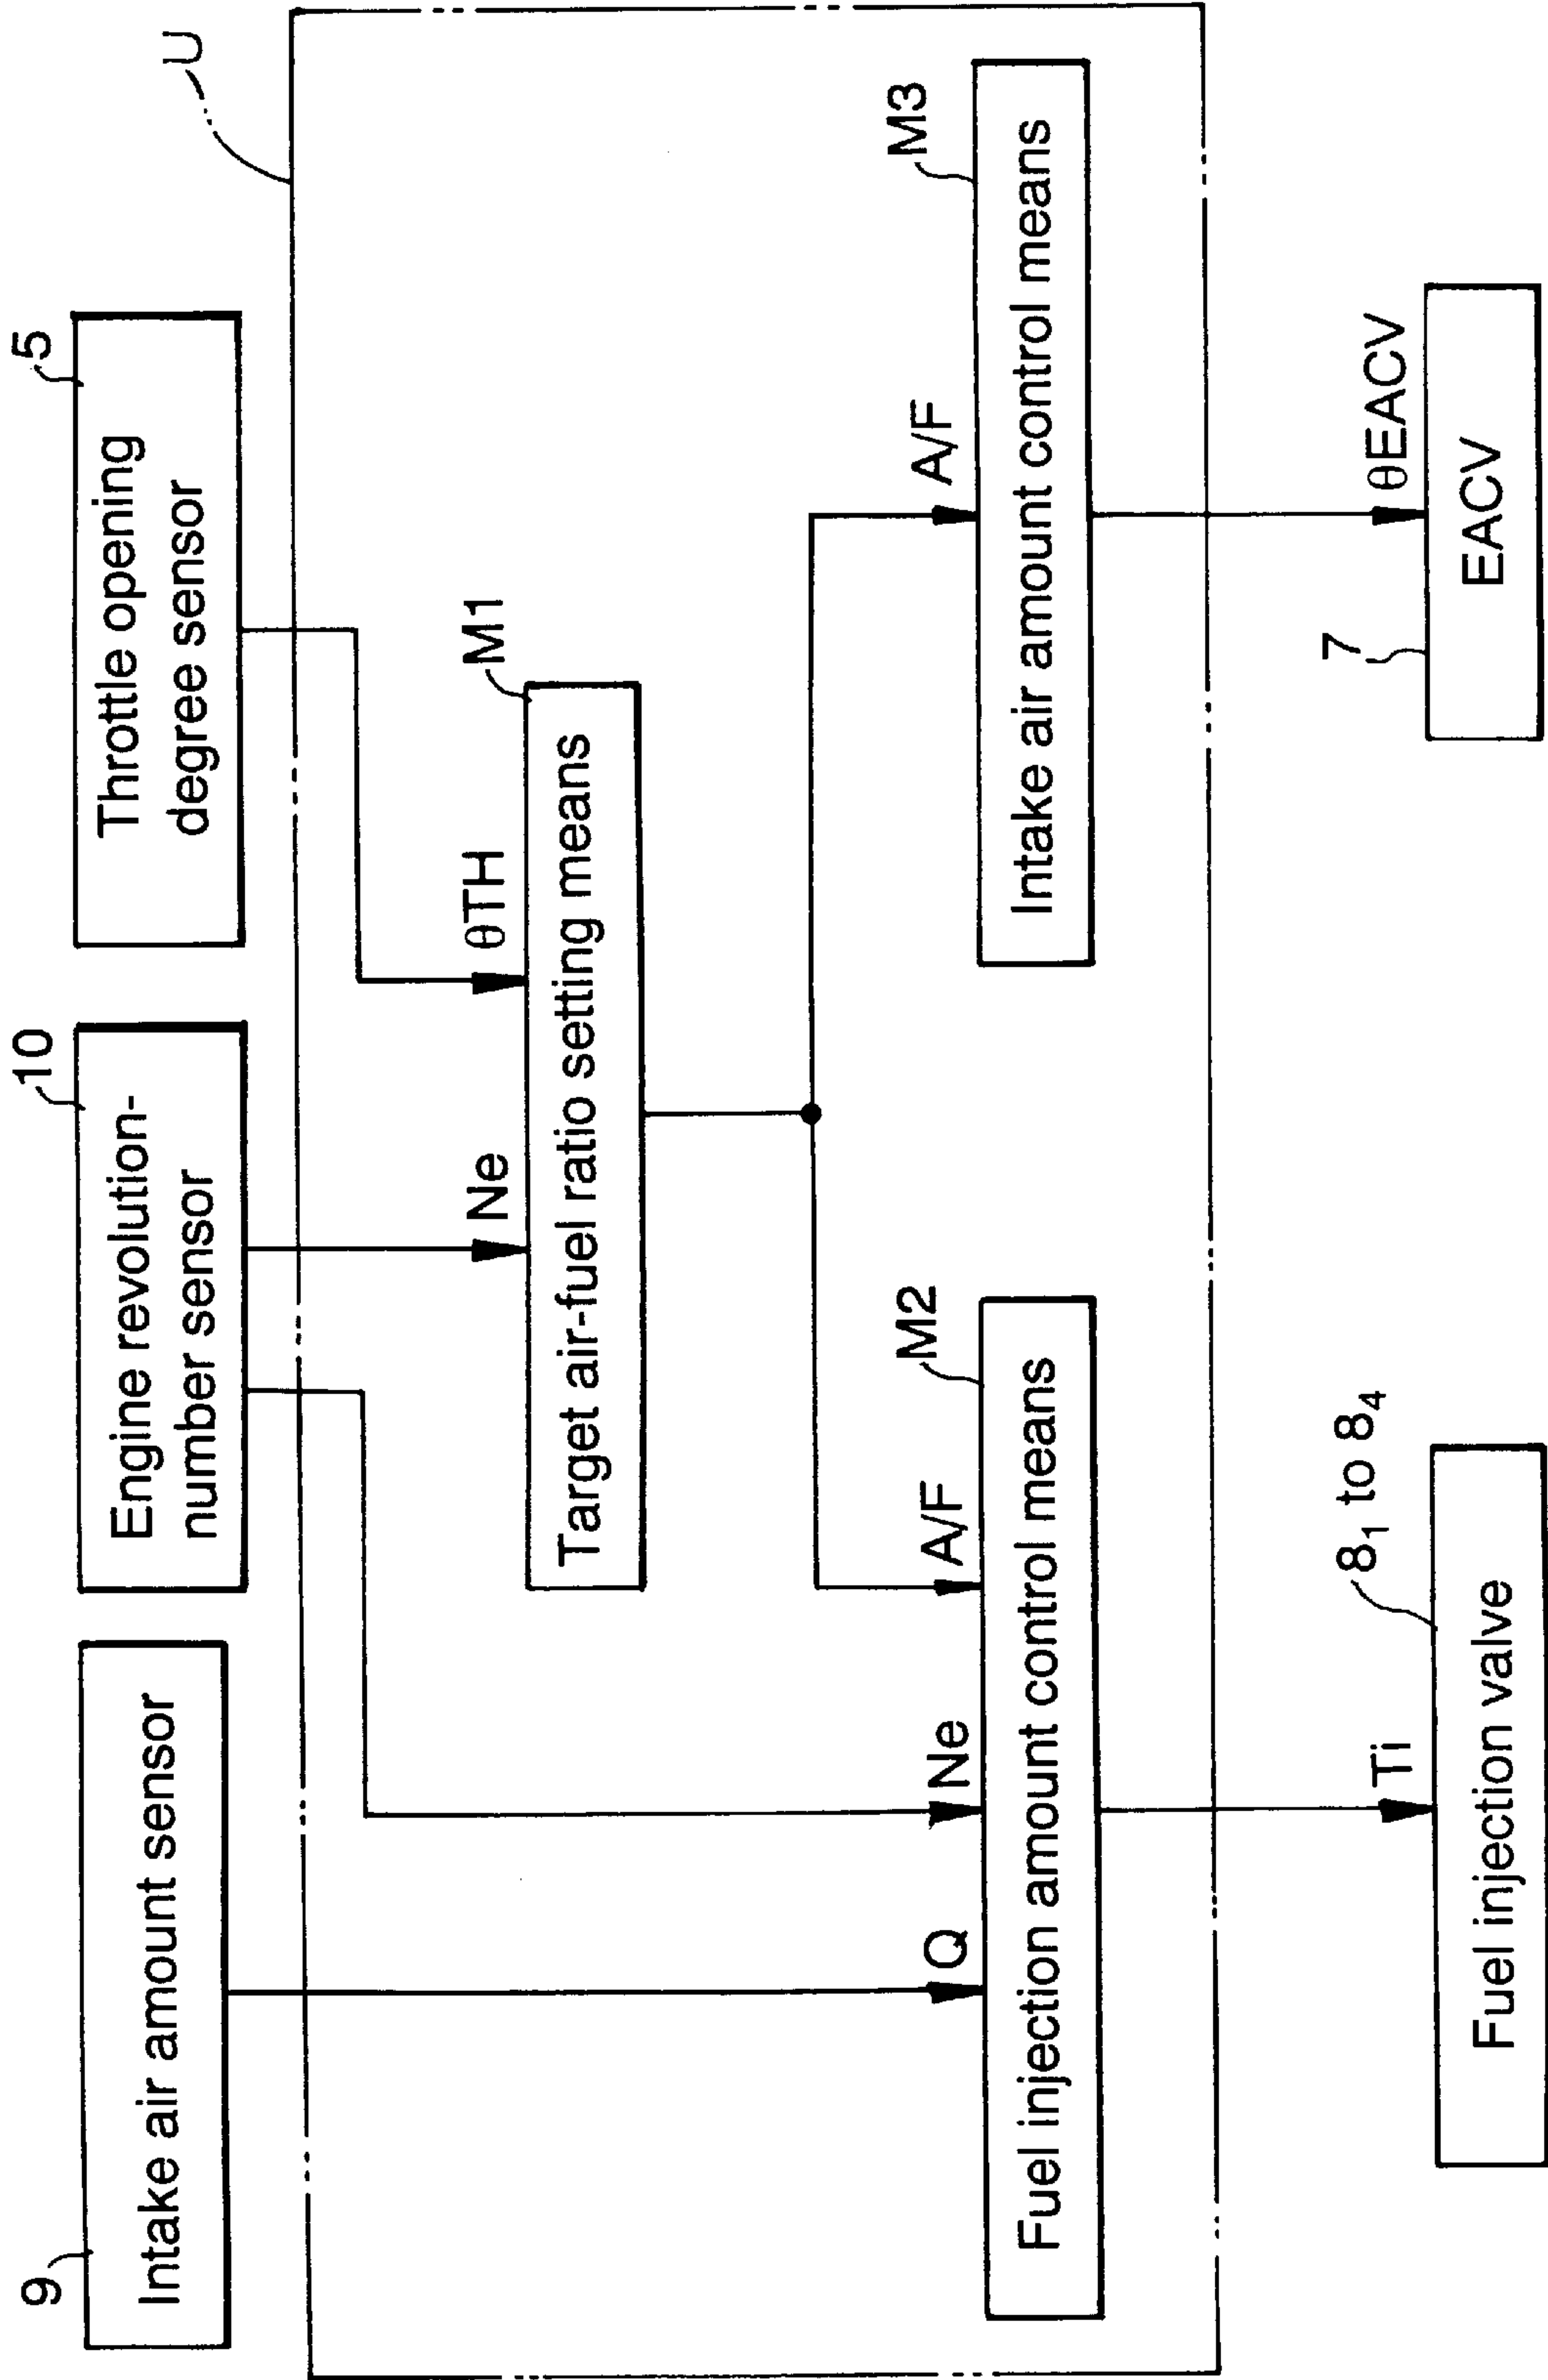 U
9
Intake air amount sensor
10
Engine revolution-
number sensor
5
Throttle opening
degree sensor
Ne
θTH
M1
Target air-fuel ratio setting means
Q
Ne
A/F
M2
Fuel injection amount control means
A/F
M3
Intake air amount control means
Ti
8₁ to 8₄
Fuel injection valve
7
θEACV
EACV